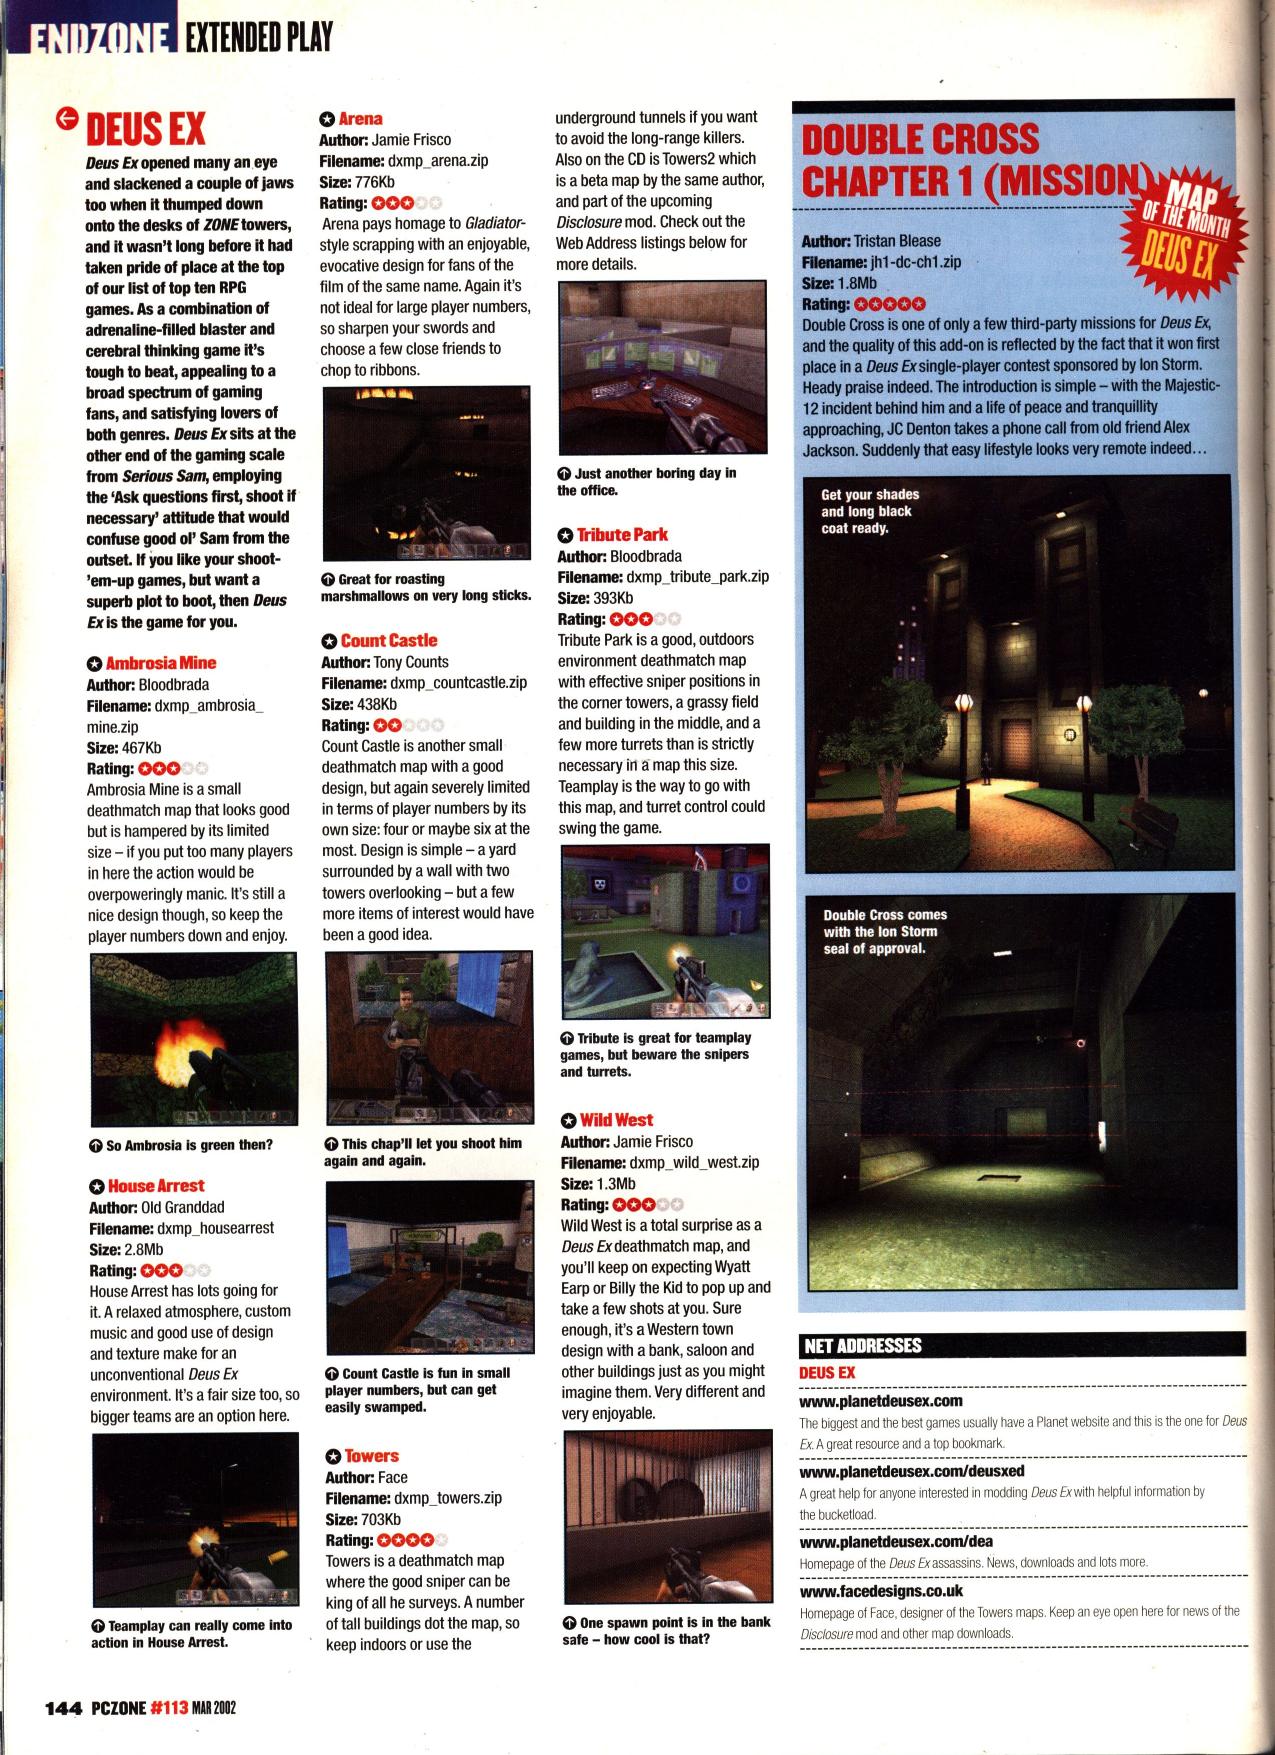 ENDZONE EXTENDED PLAY
DEUS EX
Deus Ex opened many an eye
and slackened a couple of jaws
too when it thumped down
onto the desks of ZONE towers,
and it wasn't long before it had
taken pride of place at the top
of our list of top ten RPG
games. As a combination of
adrenaline-filled blaster and
cerebral thinking game it's
tough to beat, appealing to a
broad spectrum of gaming
fans, and satisfying lovers of
both genres. Deus Ex sits at the
other end of the gaming scale
from Serious Sam, employing
the 'Ask questions first, shoot if
necessary' attitude that would
confuse good ol' Sam from the
outset. If you like your shoot-
'em-up games, but want a
superb plot to boot, then Deus
Ex is the game for you.
Ambrosia Mine
Author: Bloodbrada
Filename: dxmp_ambrosia_
mine.zip
Size: 467Kb
Rating:
Ambrosia Mine is a small
deathmatch map that looks good
but is hampered by its limited
size – if you put too many players
in here the action would be
overpoweringly manic. It's still a
nice design though, so keep the
player numbers down and enjoy.
So Ambrosia is green then?
House Arrest
Author: Old Granddad
Filename: dxmp_housearrest
Size: 2.8Mb
Rating:
House Arrest has lots going for
it. A relaxed atmosphere, custom
music and good use of design
and texture make for an
unconventional Deus Ex
environment. It's a fair size too, so
bigger teams are an option here.
Teamplay can really come into
action in House Arrest.
Arena
Author: Jamie Frisco
Filename: dxmp_arena.zip
Size: 776Kb
Rating:
Arena pays homage to Gladiator-
style scrapping with an enjoyable,
evocative design for fans of the
film of the same name. Again it's
not ideal for large player numbers,
so sharpen your swords and
choose a few close friends to
chop to ribbons.
Great for roasting
marshmallows on very long sticks.
Count Castle
Author: Tony Counts
Filename: dxmp_countcastle.zip
Size: 438Kb
Rating:
Count Castle is another small
deathmatch map with a good
design, but again severely limited
in terms of player numbers by its
own size: four or maybe six at the
most. Design is simple – a yard
surrounded by a wall with two
towers overlooking – but a few
more items of interest would have
been a good idea.
This chap'll let you shoot him
again and again.
Count Castle is fun in small
player numbers, but can get
easily swamped.
Towers
Author: Face
Filename: dxmp_towers.zip
Size: 703Kb
Rating:
Towers is a deathmatch map
where the good sniper can be
king of all he surveys. A number
of tall buildings dot the map, so
keep indoors or use the
underground tunnels if you want
to avoid the long-range killers.
Also on the CD is Towers2 which
is a beta map by the same author,
and part of the upcoming
Disclosure mod. Check out the
Web Address listings below for
more details.
Just another boring day in
the office.
Tribute Park
Author: Bloodbrada
Filename: dxmp_tribute_park.zip
Size: 393Kb
Rating:
Tribute Park is a good, outdoors
environment deathmatch map
with effective sniper positions in
the corner towers, a grassy field
and building in the middle, and a
few more turrets than is strictly
necessary in a map this size.
Teamplay is the way to go with
this map, and turret control could
swing the game.
Tribute is great for teamplay
games, but beware the snipers
and turrets.
Wild West
Author: Jamie Frisco
Filename: dxmp_wild_west.zip
Size: 1.3Mb
Rating:
Wild West is a total surprise as a
Deus Ex deathmatch map, and
you'll keep on expecting Wyatt
Earp or Billy the Kid to pop up and
take a few shots at you. Sure
enough, it's a Western town
design with a bank, saloon and
other buildings just as you might
imagine them. Very different and
very enjoyable.
One spawn point is in the bank
safe – how cool is that?
DOUBLE CROSS
CHAPTER 1 (MISSION)
MAP
OF THE MONTH
DEUS EX
Author: Tristan Blease
Filename: jh1-dc-ch1.zip
Size: 1.8Mb
Rating:
Double Cross is one of only a few third-party missions for Deus Ex,
and the quality of this add-on is reflected by the fact that it won first
place in a Deus Ex single-player contest sponsored by Ion Storm.
Heady praise indeed. The introduction is simple – with the Majestic-
12 incident behind him and a life of peace and tranquillity
approaching, JC Denton takes a phone call from old friend Alex
Jackson. Suddenly that easy lifestyle looks very remote indeed...
Get your shades
and long black
coat ready.
Double Cross comes
with the Ion Storm
seal of approval.
NET ADDRESSES
DEUS EX
www.planetdeusex.com
The biggest and the best games usually have a Planet website and this is the one for Deus
Ex. A great resource and a top bookmark.
www.planetdeusex.com/deusxed
A great help for anyone interested in modding Deus Ex with helpful information by
the bucketload.
www.planetdeusex.com/dea
Homepage of the Deus Ex assassins. News, downloads and lots more.
www.facedesigns.co.uk
Homepage of Face, designer of the Towers maps. Keep an eye open here for news of the
Disclosure mod and other map downloads.
144 PCZONE #113 MAR 2002